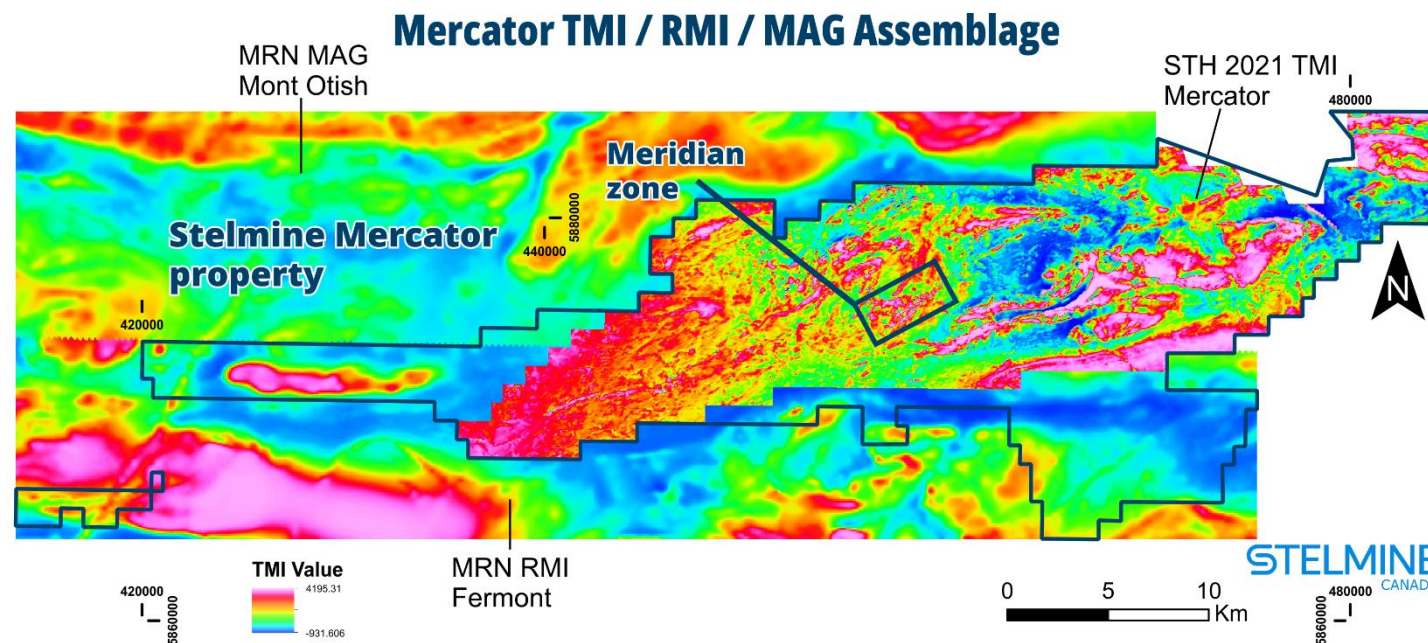 Mercator TMI / RMI / MAG Assemblage
MRN MAG
Mont Otish
STH 2021 TMI
Mercator
480000
Meridian
zone
Stelmine Mercator
property
440000
5880000
420000
N
MRN RMI
Fermont
TMI Value
4195.31
-931.606
420000
5860000
0 5 10
Km
STELMINE
CANAD
480000
5860000